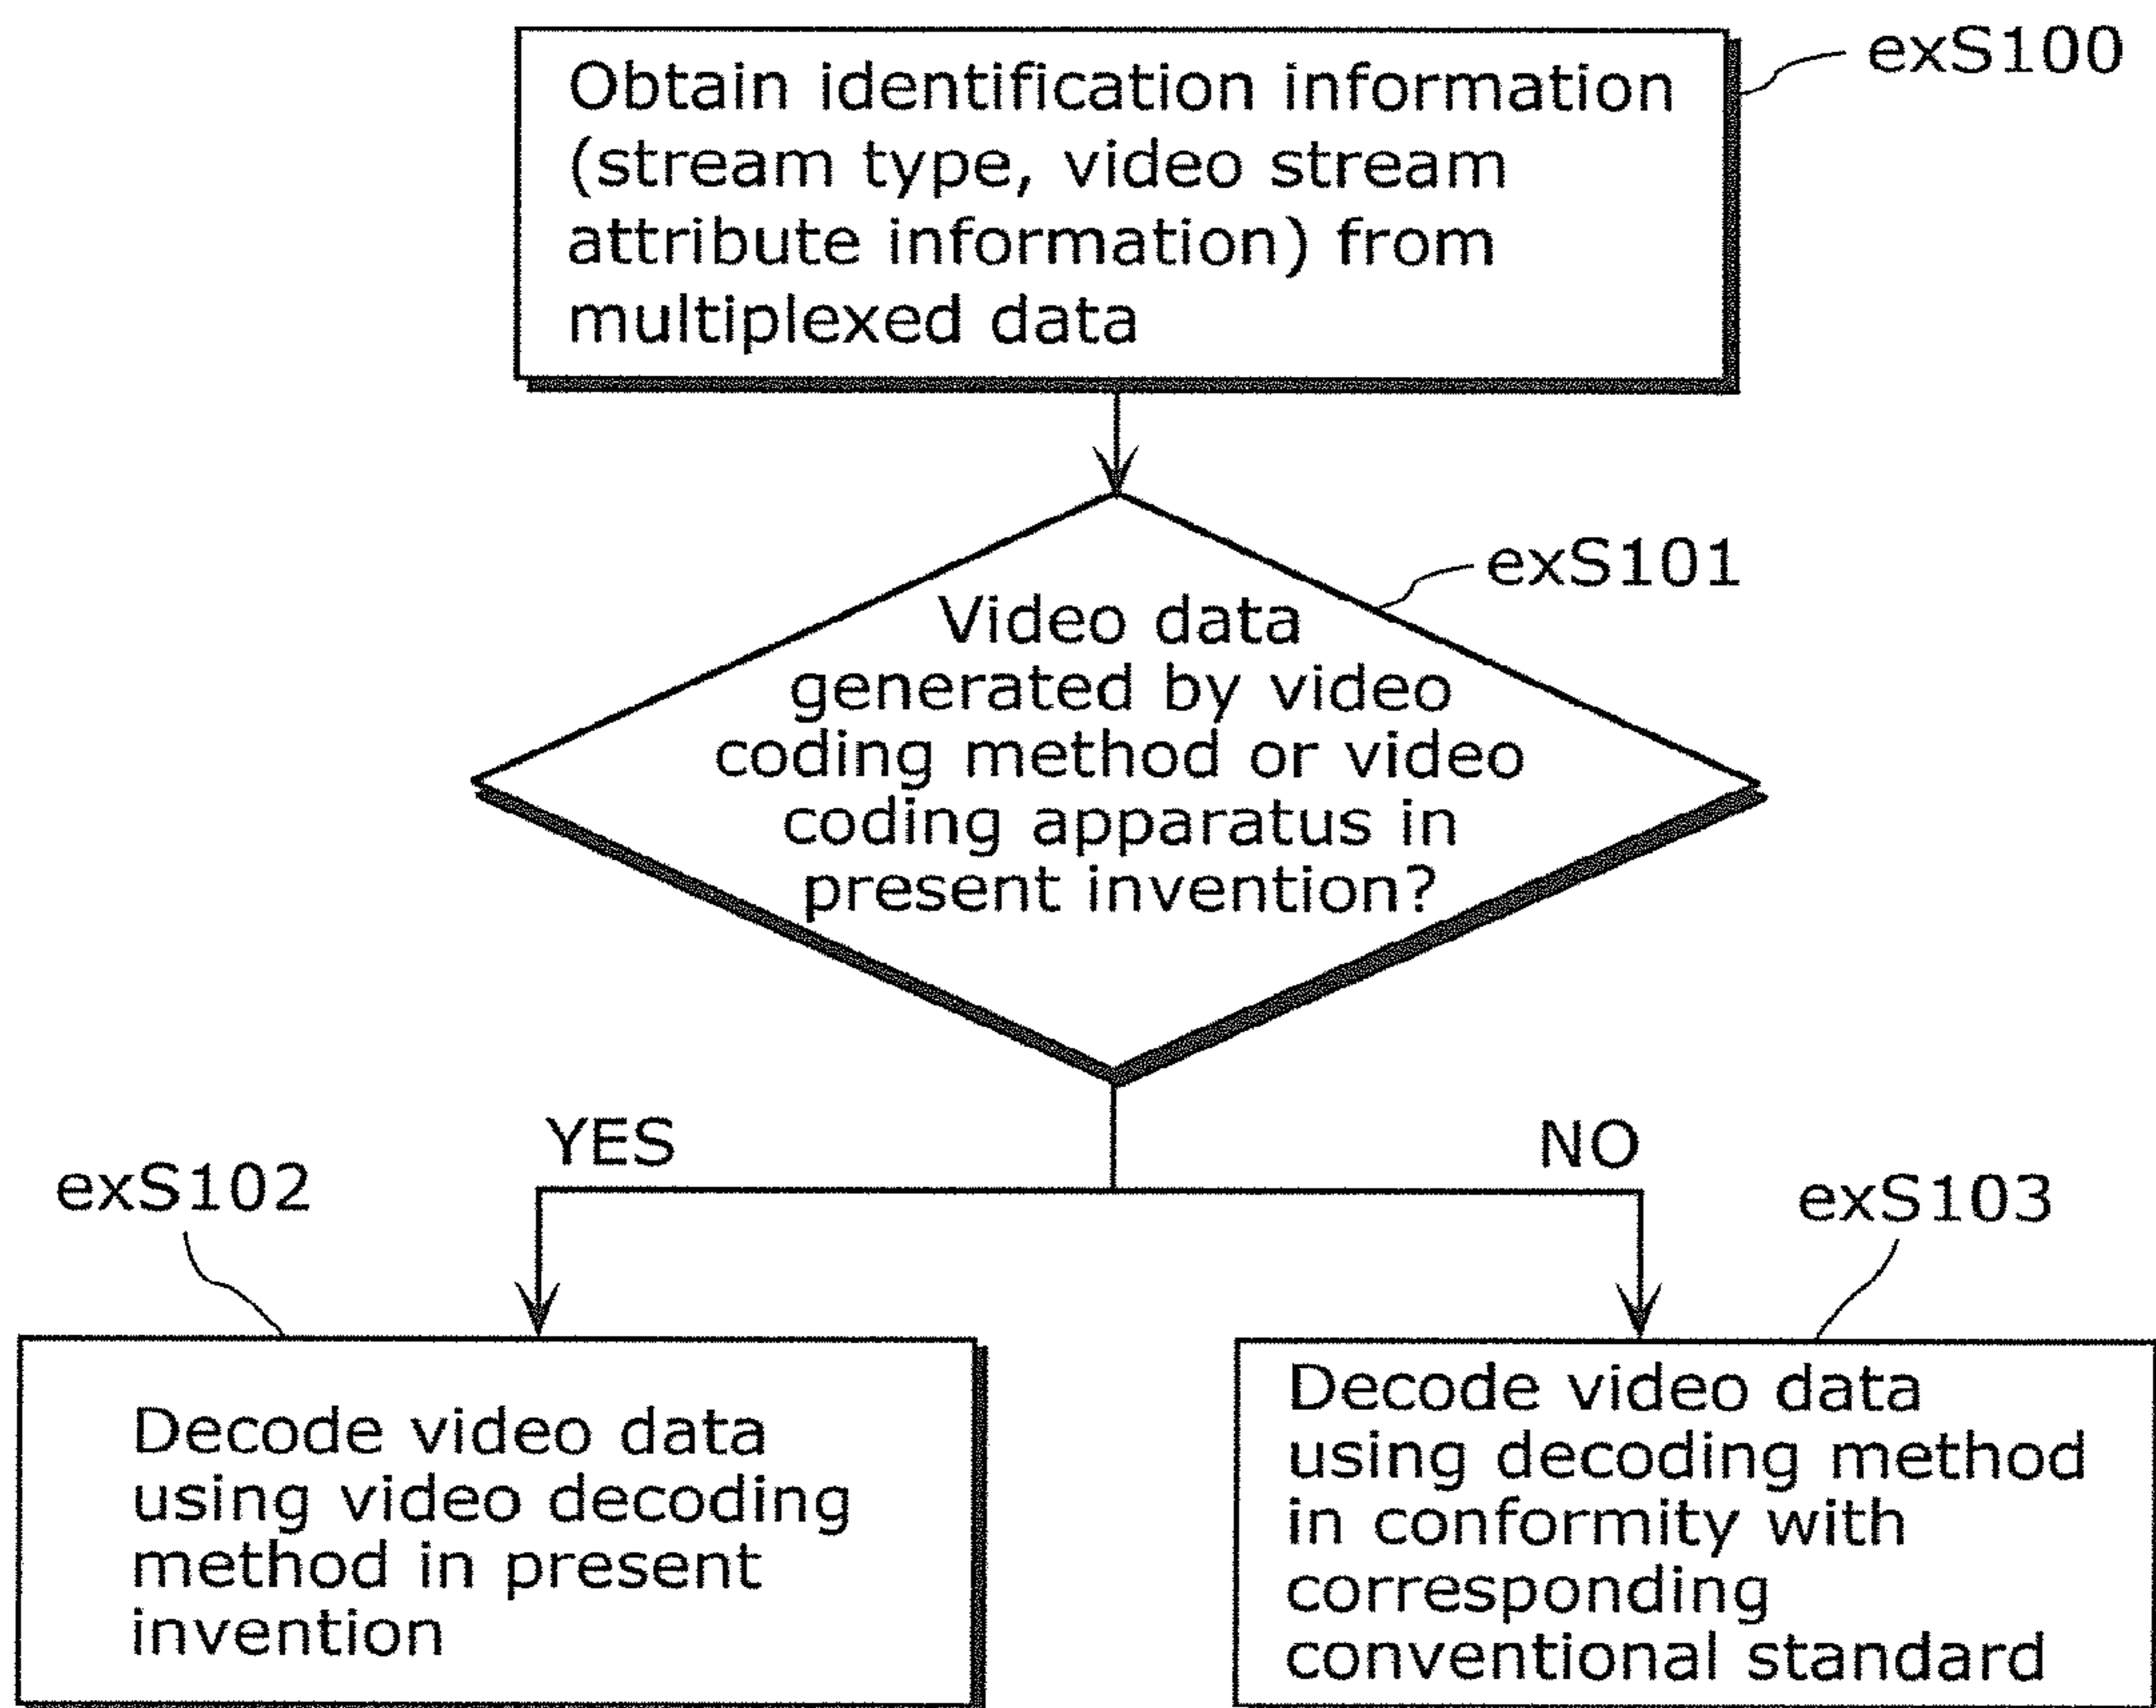 exS100
Obtain identification information
(stream type, video stream
attribute information) from
multiplexed data
exS101
Video data
generated by video
coding method or video
coding apparatus in
present invention?
YES
NO
exS102
exS103
Decode video data
using video decoding
method in present
invention
Decode video data
using decoding method
in conformity with
corresponding
conventional standard